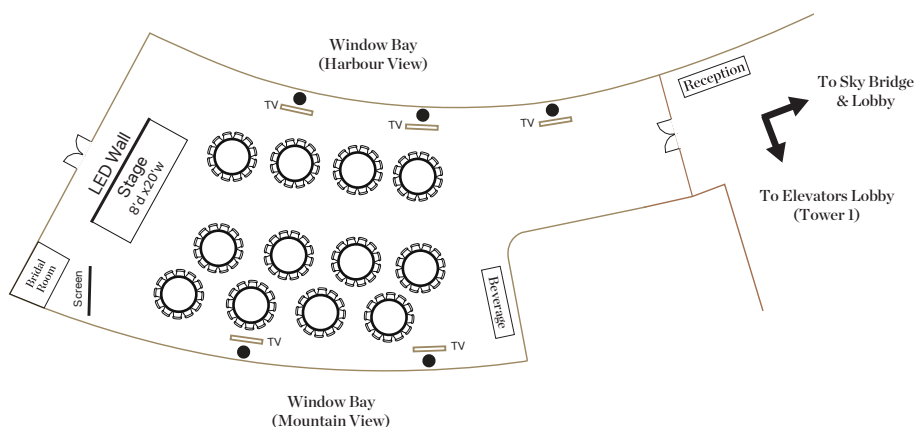 Window Bay
(Harbour View)
Reception
To Sky Bridge
& Lobby
TV
TV
TV
LED Wall
Stage
8'd x20'w
To Elevators Lobby
(Tower 1)
Bridal
Room
Screen
Beverage
TV
TV
Window Bay
(Mountain View)